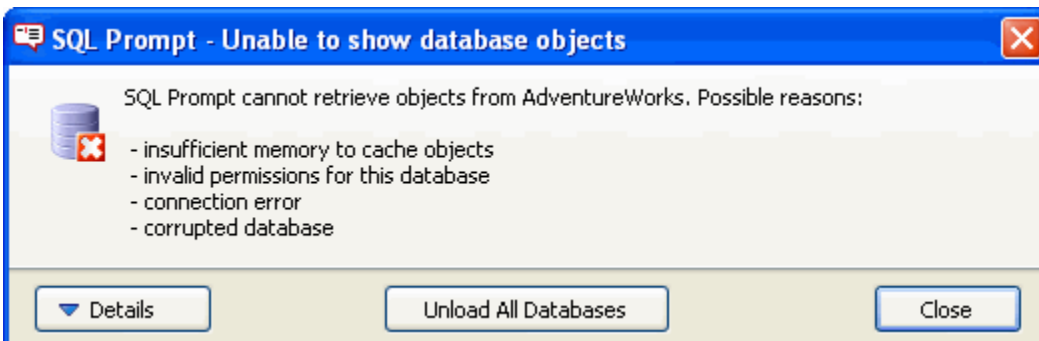 SQL Prompt - Unable to show database objects
SQL Prompt cannot retrieve objects from AdventureWorks. Possible reasons:
- insufficient memory to cache objects
- invalid permissions for this database
- connection error
- corrupted database
Details
Unload All Databases
Close